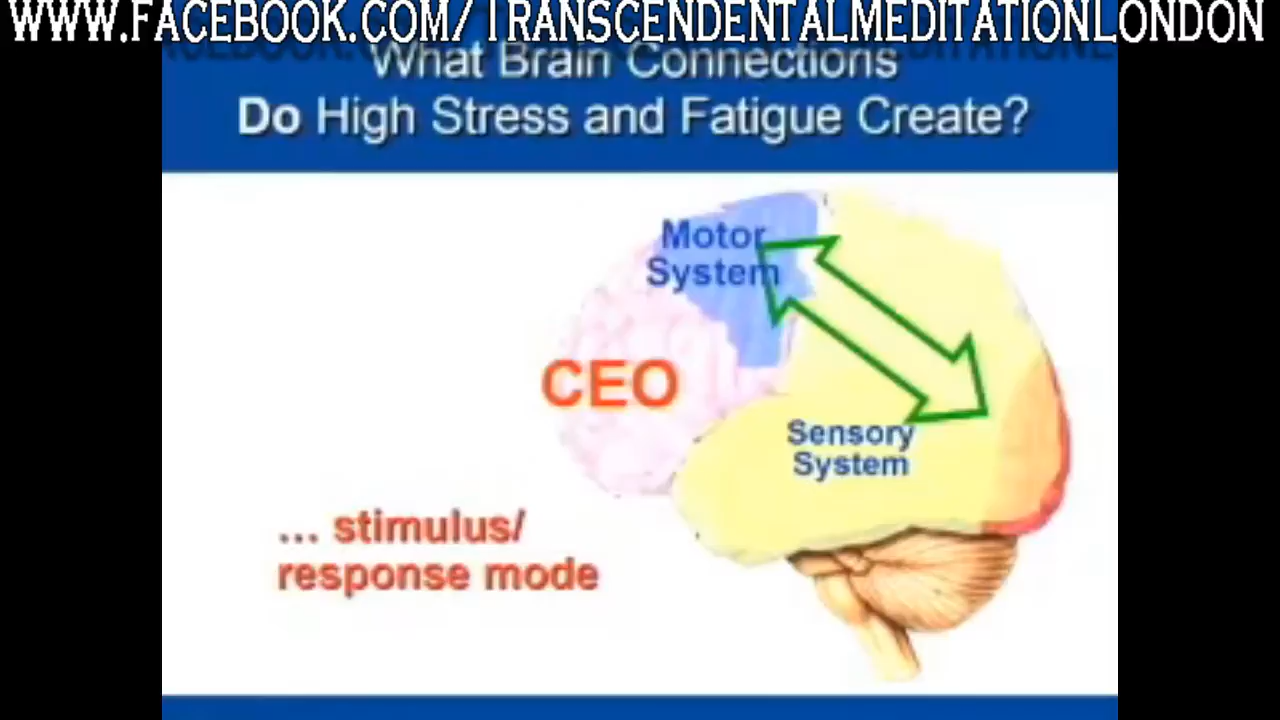 WWW.FACEBOOK.COM/TRANSCENDENTALMEDITATIONLONDON
What Brain Connections
Do High Stress and Fatigue Create?
Motor
System
CEO
Sensory
System
... stimulus/
response mode